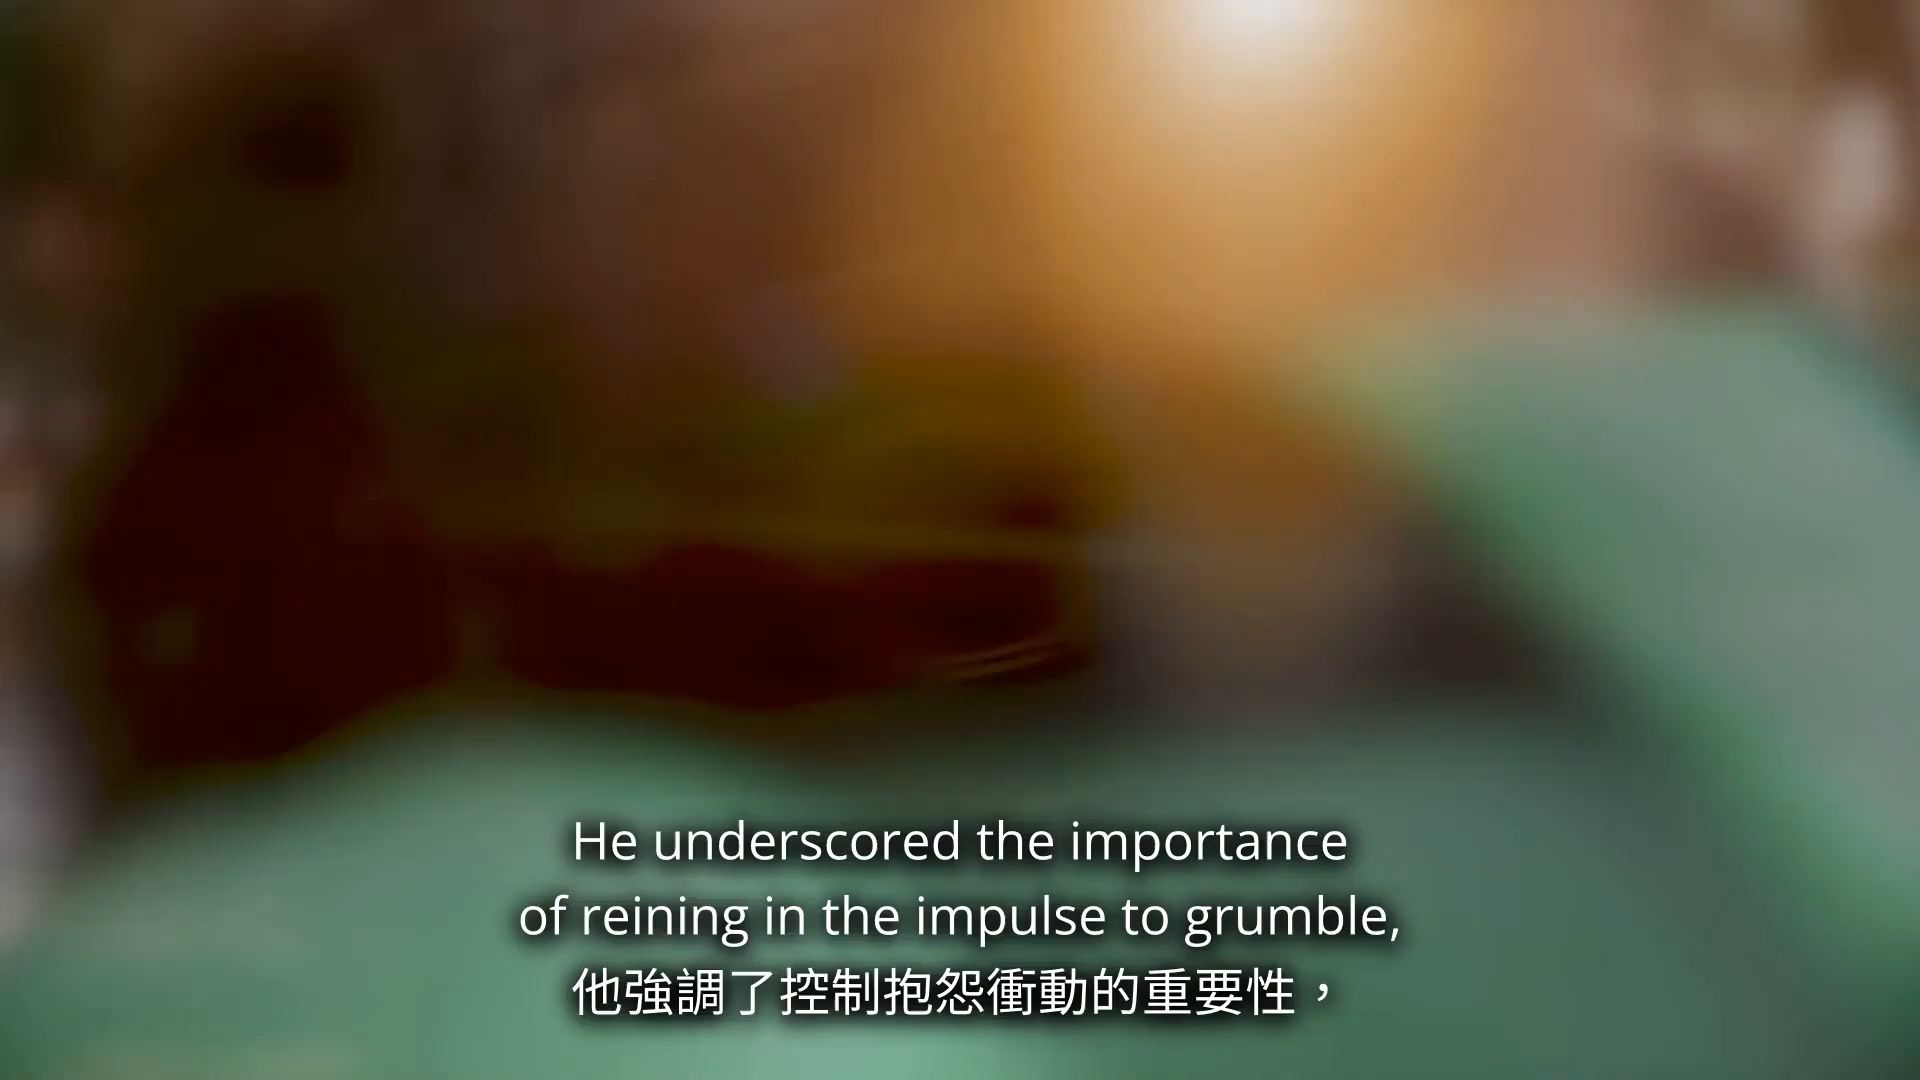 He underscored the importance
of reining in the impulse to grumble,
他強調了控制抱怨衝動的重要性，